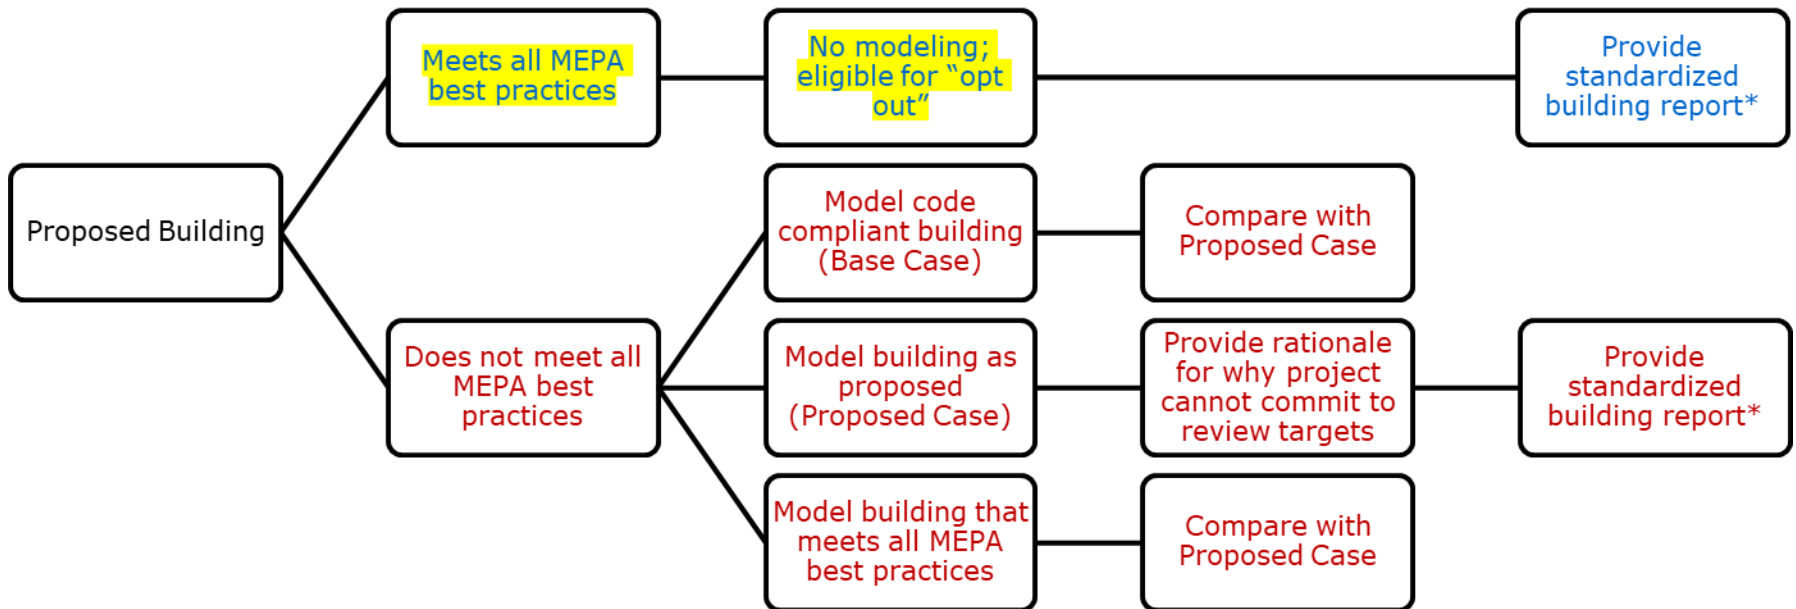 Proposed Building
Meets all MEPA
best practices
No modeling;
eligible for “opt
out”
Provide
standardized
building report*
Does not meet all
MEPA best
practices
Model code
compliant building
(Base Case)
Compare with
Proposed Case
Model building as
proposed
(Proposed Case)
Provide rationale
for why project
cannot commit to
review targets
Provide
standardized
building report*
Model building that
meets all MEPA
best practices
Compare with
Proposed Case